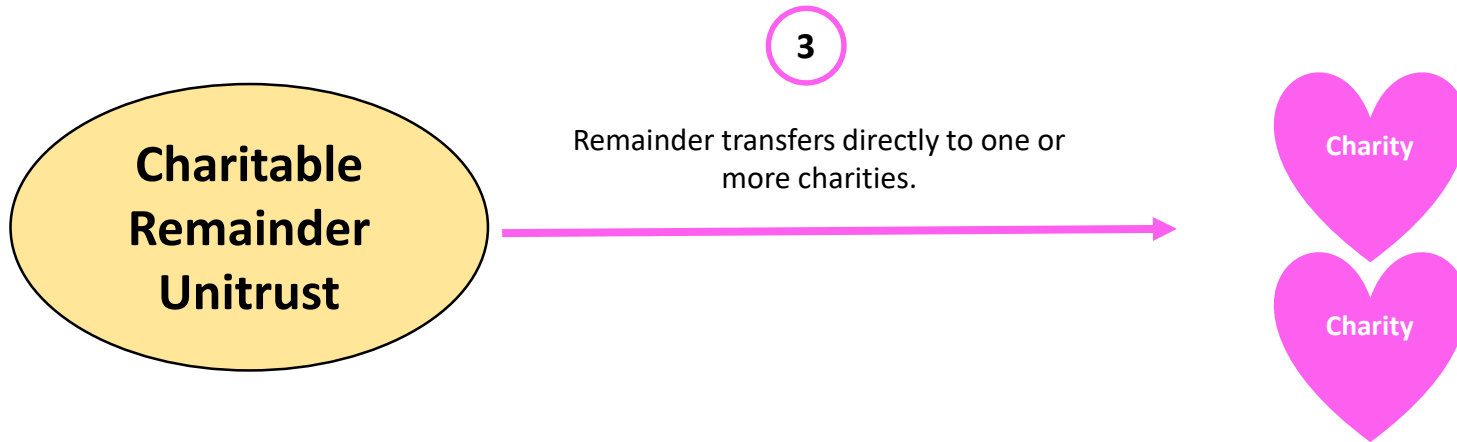 3
Remainder transfers directly to one or
more charities.
Charitable
Remainder
Unitrust
Charity
Charity